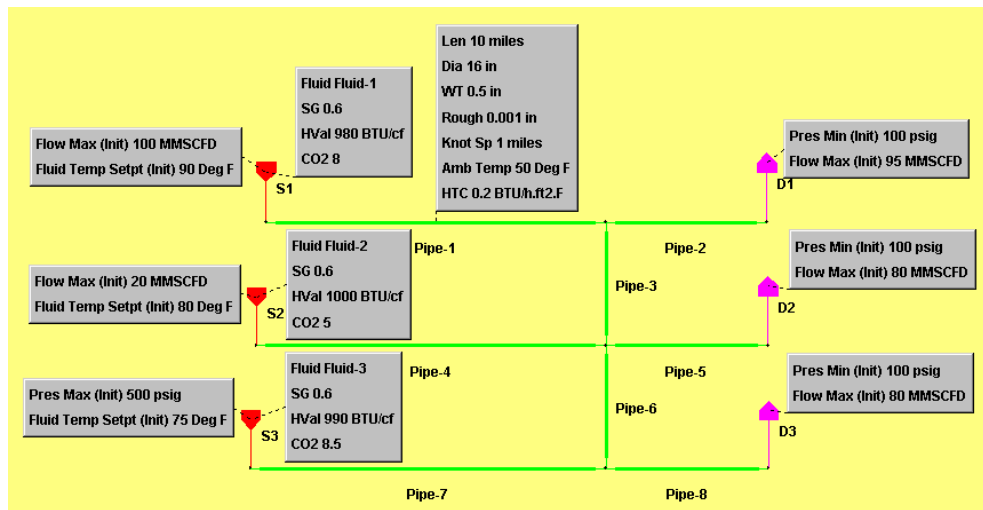 Len 10 miles
Dia 16 in
WT 0.5 in
Rough 0.001 in
Knot Sp 1 miles
Amb Temp 50 Deg F
HTC 0.2 BTU/h.ft2.F
Fluid Fluid-1
SG 0.6
HVal 980 BTU/cf
CO2 8
Flow Max (Init) 100 MMSCFD
Fluid Temp Setpt (Init) 90 Deg F
S1
Pres Min (Init) 100 psig
Flow Max (Init) 95 MMSCFD
D1
Pipe-1
Pipe-2
Fluid Fluid-2
SG 0.6
HVal 1000 BTU/cf
CO2 5
Flow Max (Init) 20 MMSCFD
Fluid Temp Setpt (Init) 80 Deg F
S2
Pipe-3
Pres Min (Init) 100 psig
Flow Max (Init) 80 MMSCFD
D2
Pipe-4
Pipe-5
Fluid Fluid-3
SG 0.6
HVal 990 BTU/cf
CO2 8.5
Pres Max (Init) 500 psig
Fluid Temp Setpt (Init) 75 Deg F
S3
Pipe-6
Pres Min (Init) 100 psig
Flow Max (Init) 80 MMSCFD
D3
Pipe-7
Pipe-8